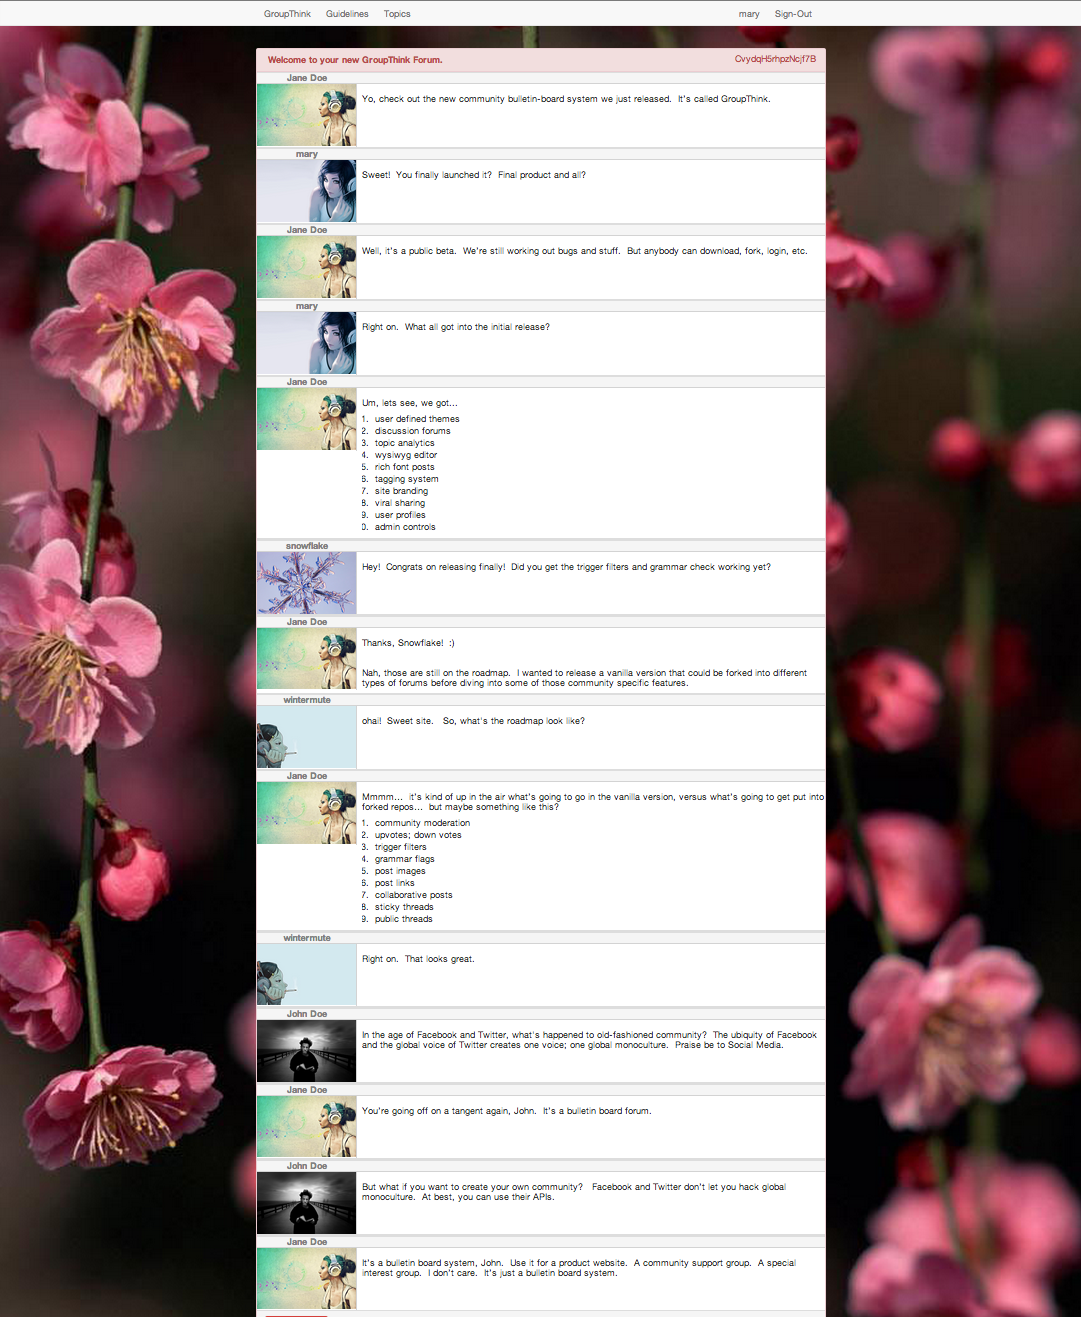 GroupThink Guidelines Topics mary Sign-Out
Welcome to your new GroupThink Forum. OvydqH5rhpzNcjf7B
Jane Doe
Yo, check out the new community bulletin-board system we just released. It's called GroupThink.
mary
Sweet! You finally launched it? Final product and all?
Jane Doe
Well, it's a public beta. We're still working out bugs and stuff. But anybody can download, fork, login, etc.
mary
Right on. What all got into the initial release?
Jane Doe
Um, lets see, we got...
1. user defined themes
2. discussion forums
3. topic analytics
4. wysiwyg editor
5. rich font posts
6. tagging system
7. site branding
8. viral sharing
9. user profiles
0. admin controls
snowflake
Hey! Congrats on releasing finally! Did you get the trigger filters and grammar check working yet?
Jane Doe
Thanks, Snowflake! :)
Nah, those are still on the roadmap. I wanted to release a vanilla version that could be forked into different
types of forums before diving into some of those community specific features.
wintermute
ohai! Sweet site. So, what's the roadmap look like?
Jane Doe
Mmmm... it's kind of up in the air what's going to go in the vanilla version, versus what's going to get put into
forked repos... but maybe something like this?
1. community moderation
2. upvotes; down votes
3. trigger filters
4. grammar flags
5. post images
6. post links
7. collaborative posts
8. sticky threads
9. public threads
wintermute
Right on. That looks great.
John Doe
In the age of Facebook and Twitter, what's happened to old-fashioned community? The ubiquity of Facebook
and the global voice of Twitter creates one voice; one global monoculture. Praise be to Social Media.
Jane Doe
You're going off on a tangent again, John. It's a bulletin board forum.
John Doe
But what if you want to create your own community? Facebook and Twitter don't let you hack global
monoculture. At best, you can use their APIs.
Jane Doe
It's a bulletin board system, John. Use it for a product website. A community support group. A special
interest group. I don't care. It's just a bulletin board system.